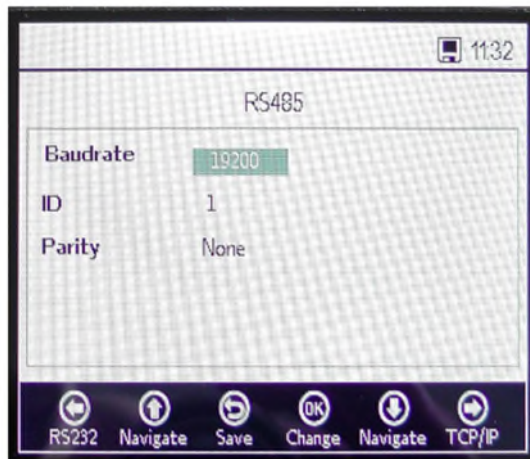 11:32
RS485
Baudrate 19200
ID 1
Parity None
OK
RS232 Navigate Save Change Navigate TCP/IP